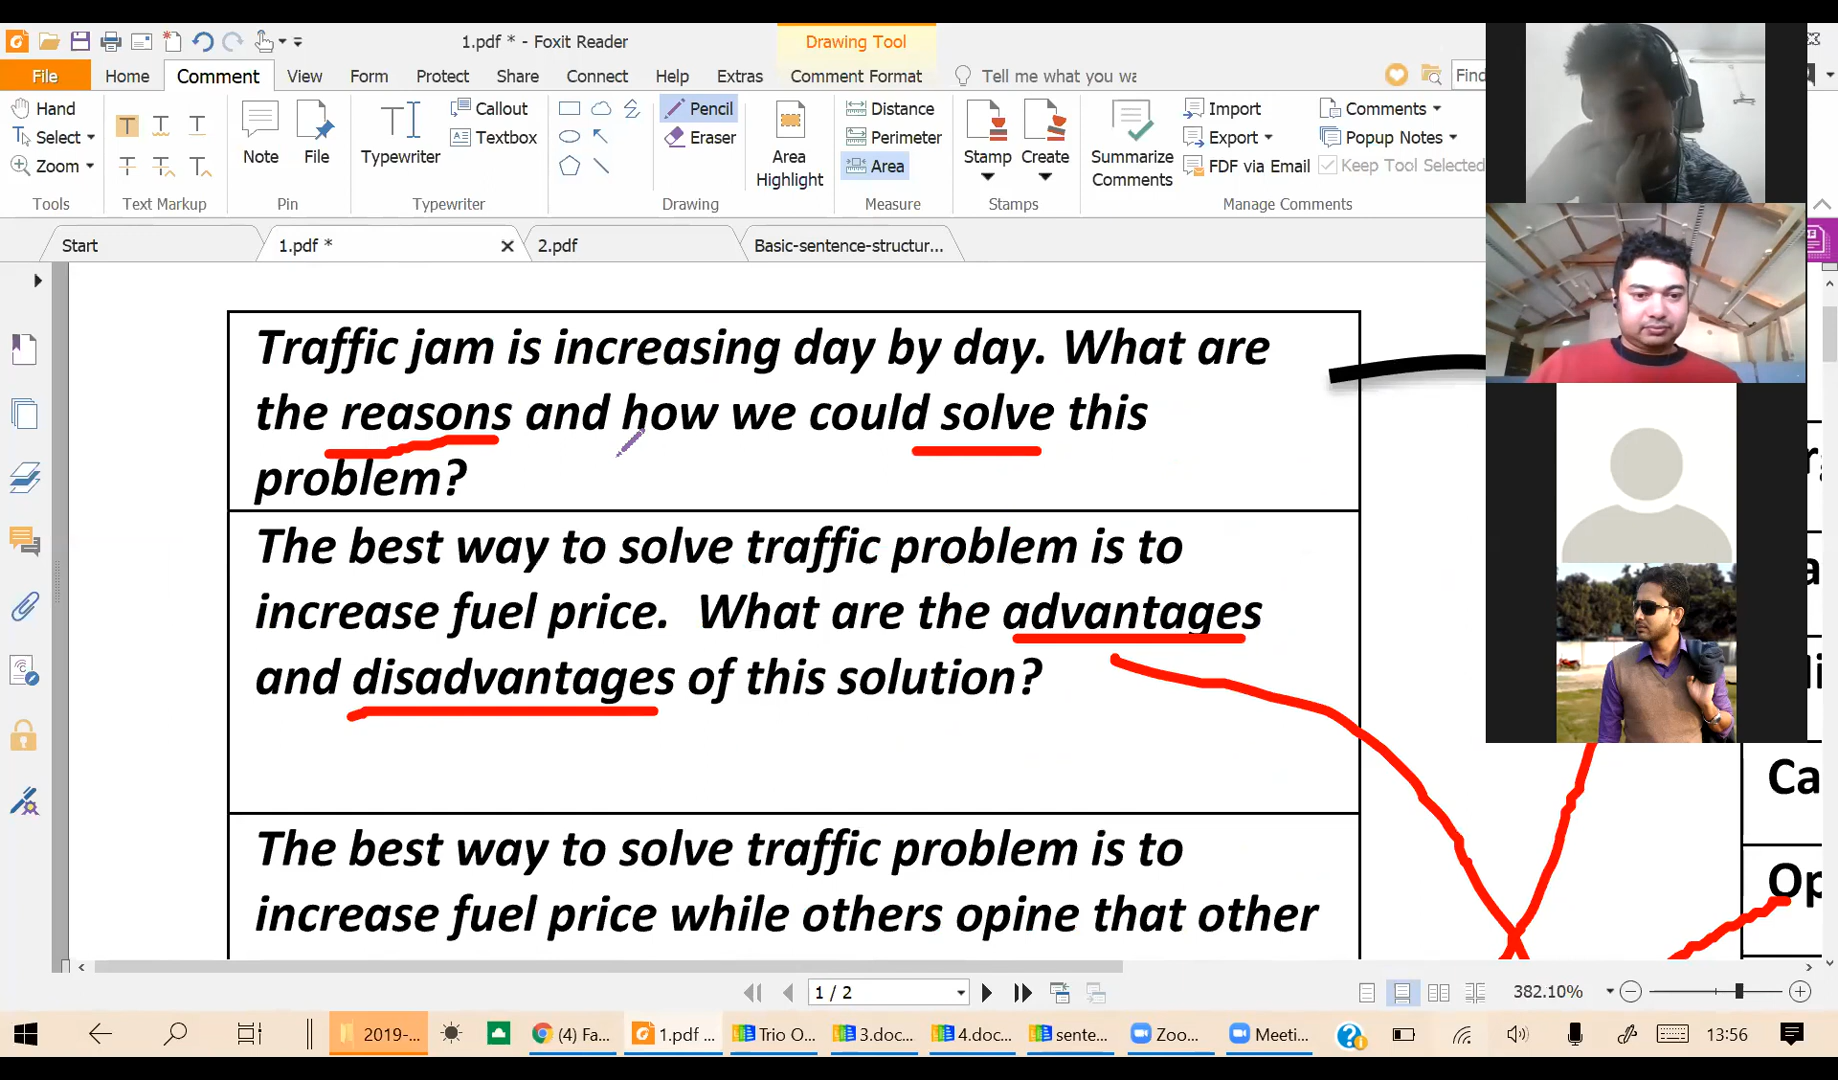 1.pdf * - Foxit Reader
Drawing Tool
File
Home
Comment
View
Form
Protect
Share
Connect
Help
Extras
Comment Format
Tell me what you wa
Find
Hand
Select
Zoom
Tools
Text Markup
Note
File
Pin
Typewriter
Callout
Textbox
Typewriter
Pencil
Eraser
Area
Highlight
Drawing
Distance
Perimeter
Area
Measure
Stamp
Create
Stamps
Summarize
Comments
Import
Export
FDF via Email
Comments
Popup Notes
Keep Tool Selected
Manage Comments
Start
1.pdf *
2.pdf
Basic-sentence-structur...
Traffic jam is increasing day by day. What are
the reasons and how we could solve this
problem?
The best way to solve traffic problem is to
increase fuel price. What are the advantages
and disadvantages of this solution?
The best way to solve traffic problem is to
increase fuel price while others opine that other
Ca
Op
1 / 2
382.10%
2019-...
(4) Fa...
1.pdf ...
Trio O...
3.doc...
4.doc...
sente...
Zoo...
Meeti...
13:56